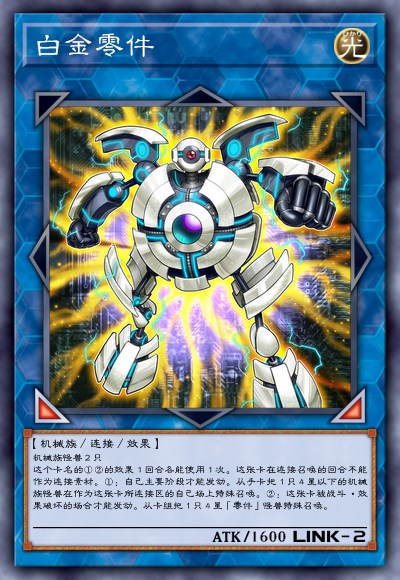 白金零件
ひかり
光
【机械族／连接／效果】
机械族怪兽２只
这个卡名的①②的效果１回合各能使用１次。这张卡在连接召唤的回合不能
作为连接素材。①：自己主要阶段才能发动。从手卡把１只４星以下的机械
族怪兽在作为这张卡所连接区的自己场上特殊召唤。②：这张卡被战斗·效
果破坏的场合才能发动。从卡组把１只４星「零件」怪兽特殊召唤。
ATK/1600 LINK-2